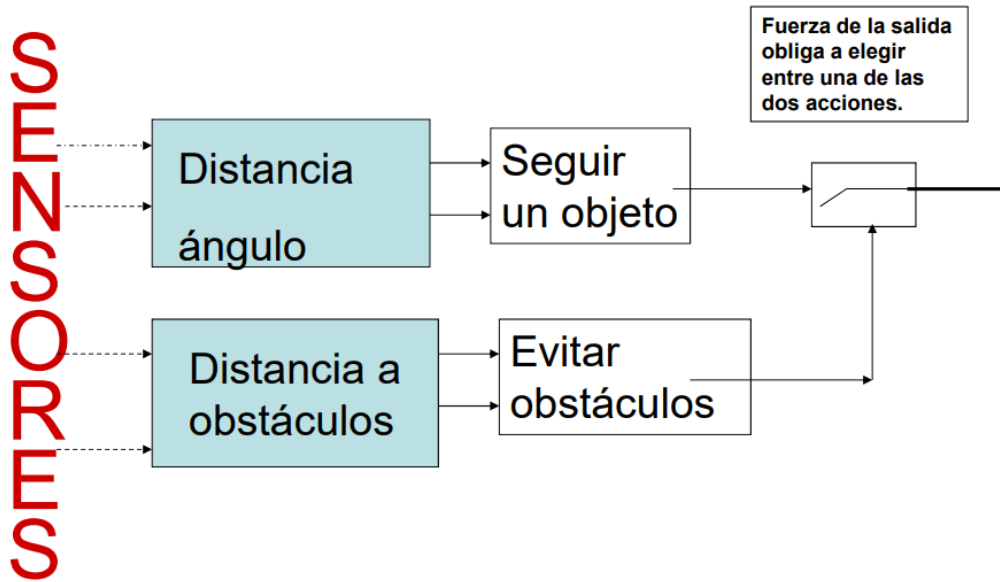 SENSORES
Fuerza de la salida
obliga a elegir
entre una de las
dos acciones.
Distancia
ángulo
Seguir
un objeto
Distancia a
obstáculos
Evitar
obstáculos